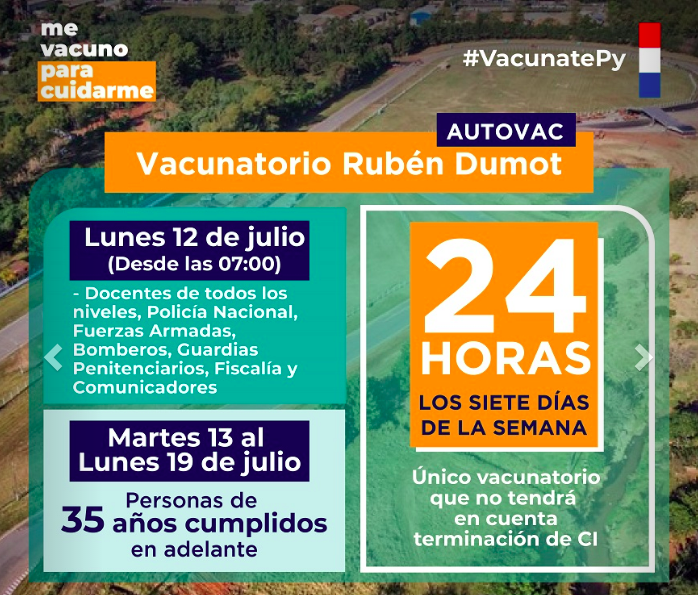 me
vacuno
para
cuidarme
#VacunatePy
AUTOVAC
Vacunatorio Rubén Dumot
Lunes 12 de julio
(Desde las 07:00)
- Docentes de todos los
niveles, Policía Nacional,
Fuerzas Armadas,
Bomberos, Guardias
Penitenciarios, Fiscalía y
Comunicadores
Martes 13 al
Lunes 19 de julio
Personas de
35 años cumplidos
en adelante
24
HORAS
LOS SIETE DÍAS
DE LA SEMANA
Único vacunatorio
que no tendrá
en cuenta
terminación de CI